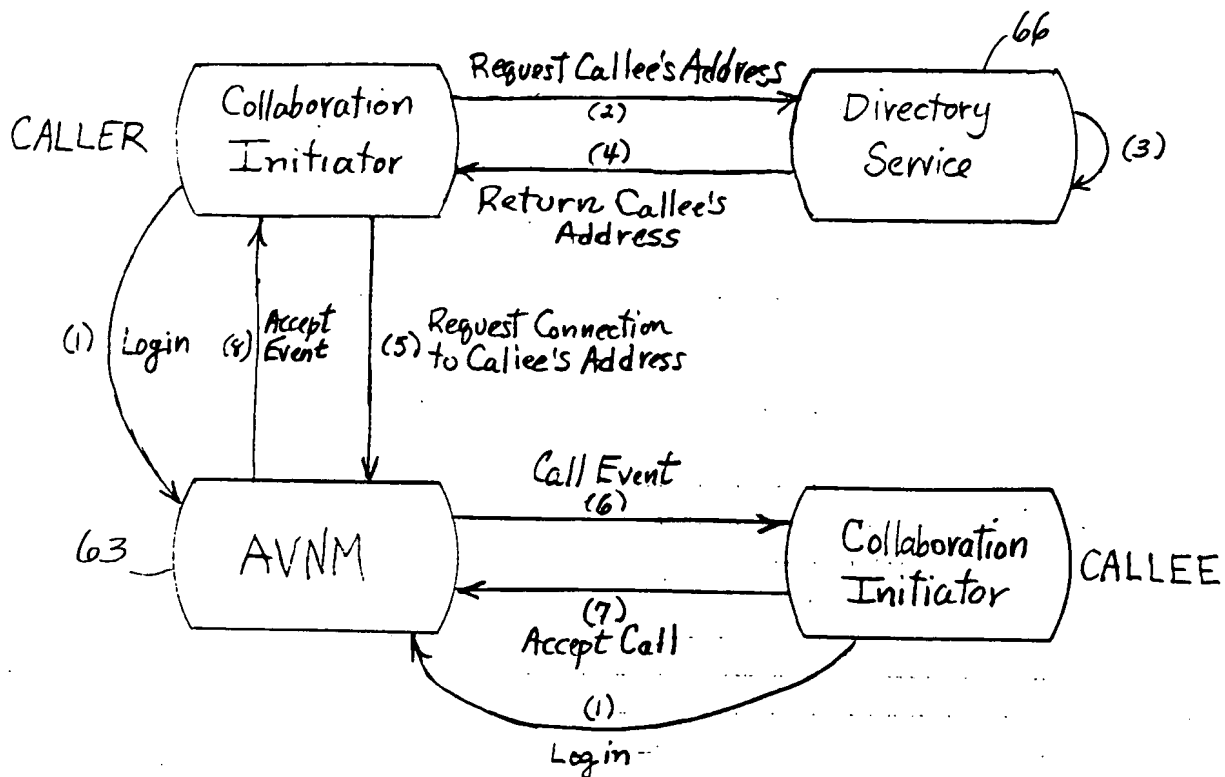 66
Request Callee's Address
(2)
Collaboration
Initiator
CALLER
Directory
Service
(3)
(4)
Return Callee's
Address
(1) Login
(8) Accept
Event
(5) Request Connection
to Caliee's Address
Call Event
(6)
63
AVNM
Collaboration
Initiator
CALLEE
(7)
Accept Call
(1)
Login